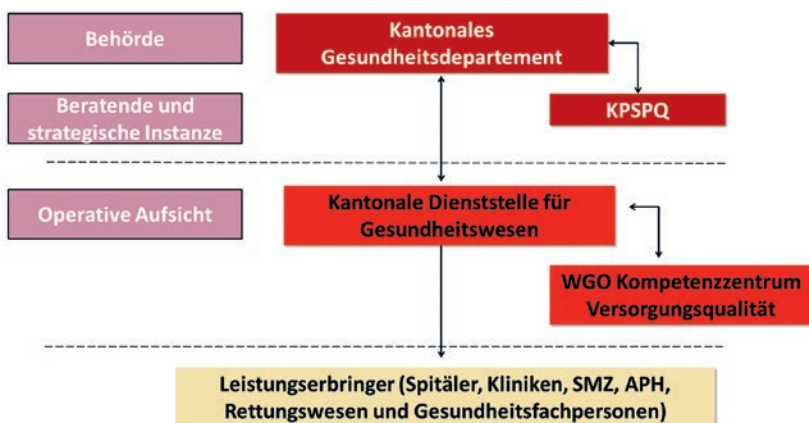 Behörde
Kantonales
Gesundheitsdepartement
Beratende und
strategische Instanze
KPSPQ
Operative Aufsicht
Kantonale Dienststelle für
Gesundheitswesen
WGO Kompetenzzentrum
Versorgungsqualität
Leistungserbringer (Spitäler, Kliniken, SMZ, APH,
Rettungswesen und Gesundheitsfachpersonen)